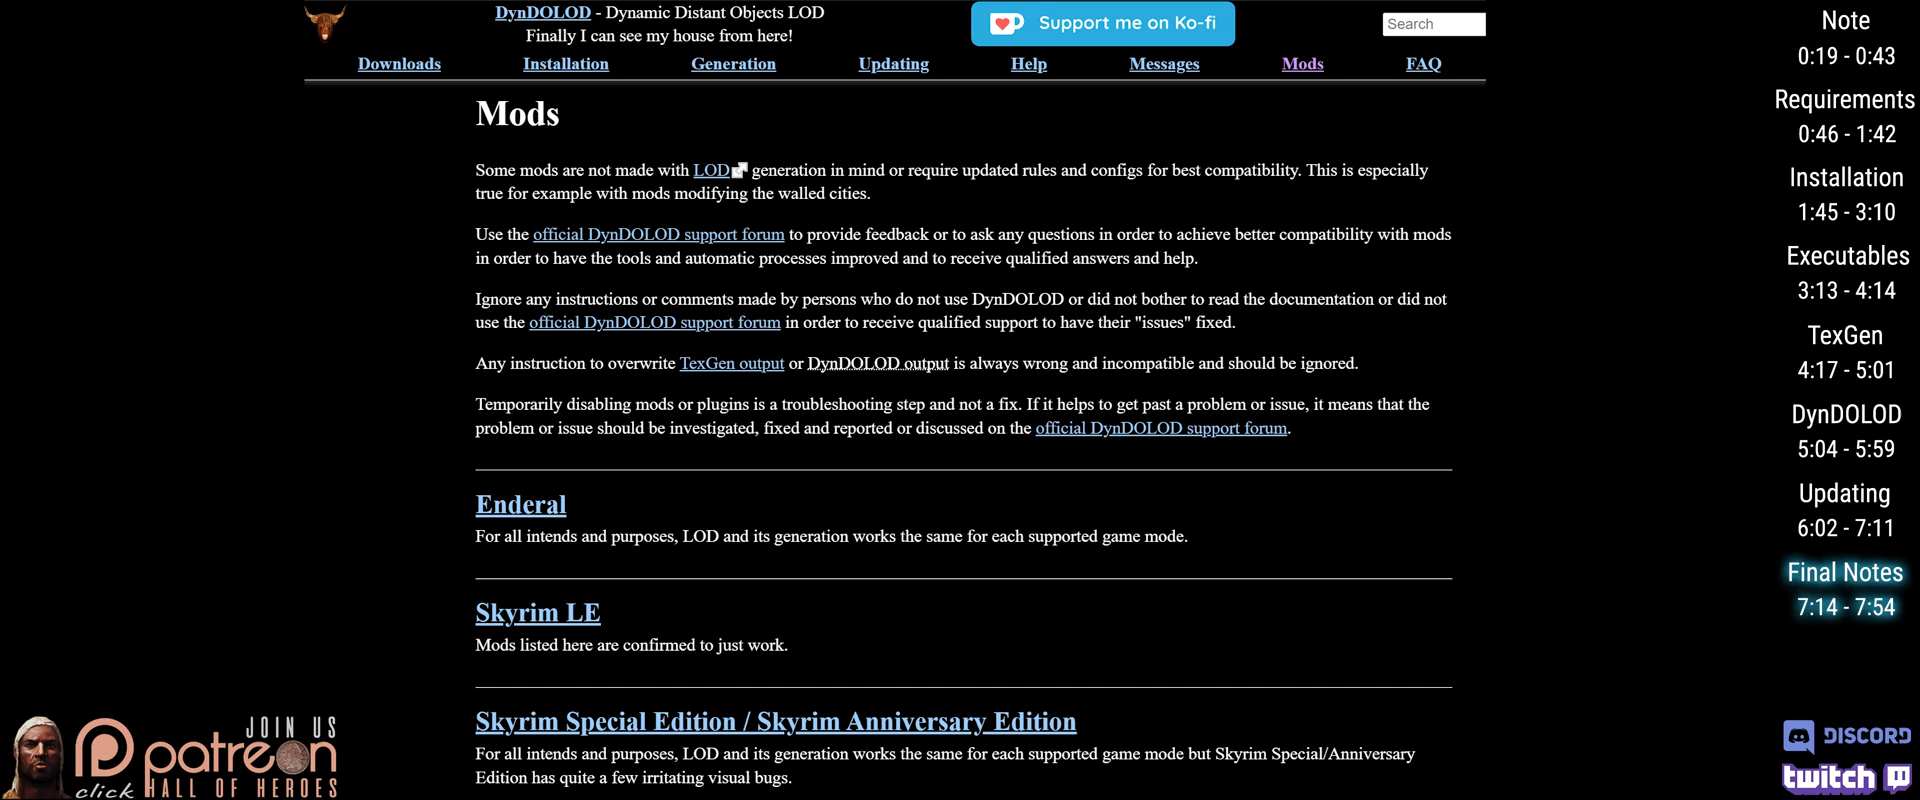 DynDOLOD - Dynamic Distant Objects LOD
Finally I can see my house from here!
Support me on Ko-fi
Search
Downloads Installation Generation Updating Help Messages Mods FAQ
Mods
Some mods are not made with LOD generation in mind or require updated rules and configs for best compatibility. This is especially
true for example with mods modifying the walled cities.
Use the official DynDOLOD support forum to provide feedback or to ask any questions in order to achieve better compatibility with mods
in order to have the tools and automatic processes improved and to receive qualified answers and help.
Ignore any instructions or comments made by persons who do not use DynDOLOD or did not bother to read the documentation or did not
use the official DynDOLOD support forum in order to receive qualified support to have their "issues" fixed.
Any instruction to overwrite TexGen output or DynDOLOD output is always wrong and incompatible and should be ignored.
Temporarily disabling mods or plugins is a troubleshooting step and not a fix. If it helps to get past a problem or issue, it means that the
problem or issue should be investigated, fixed and reported or discussed on the official DynDOLOD support forum.
Enderal
For all intends and purposes, LOD and its generation works the same for each supported game mode.
Skyrim LE
Mods listed here are confirmed to just work.
Skyrim Special Edition / Skyrim Anniversary Edition
For all intends and purposes, LOD and its generation works the same for each supported game mode but Skyrim Special/Anniversary
Edition has quite a few irritating visual bugs.
Note
0:19 - 0:43
Requirements
0:46 - 1:42
Installation
1:45 - 3:10
Executables
3:13 - 4:14
TexGen
4:17 - 5:01
DynDOLOD
5:04 - 5:59
Updating
6:02 - 7:11
Final Notes
7:14 - 7:54
JOIN US
patreon
click HALL OF HEROES
DISCORD
twitch